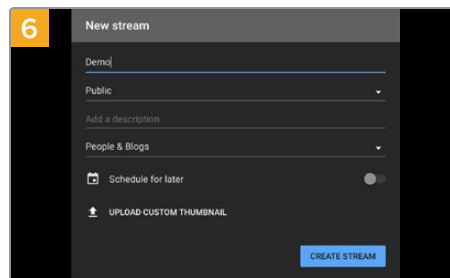 6
New stream
Demo
Public
Add a description
People & Blogs
Schedule for later
UPLOAD CUSTOM THUMBNAIL
CREATE STREAM